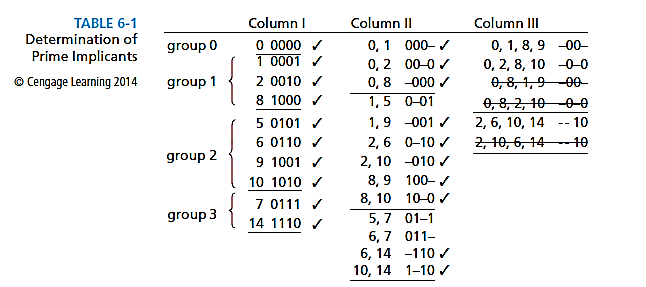 TABLE 6-1
Determination of
Prime Implicants
© Cengage Learning 2014
Column I Column II Column III
group 0 0 0000 ✓ 0, 1 000– ✓ 0, 1, 8, 9 –00–
1 0001 ✓ 0, 2 00–0 ✓ 0, 2, 8, 10 –0–0
group 1 2 0010 ✓ 0, 8 –000 ✓ 0, 8, 1, 9 –00–
8 1000 ✓ 1, 5 0–01 0, 8, 2, 10 –0–0
5 0101 ✓ 1, 9 –001 ✓ 2, 6, 10, 14 -- 10
6 0110 ✓ 2, 6 0–10 ✓ 2, 10, 6, 14 -- 10
group 2 9 1001 ✓ 2, 10 –010 ✓
10 1010 ✓ 8, 9 100– ✓
7 0111 ✓ 8, 10 10–0 ✓
group 3 14 1110 ✓ 5, 7 01–1
6, 7 011–
6, 14 –110 ✓
10, 14 1–10 ✓